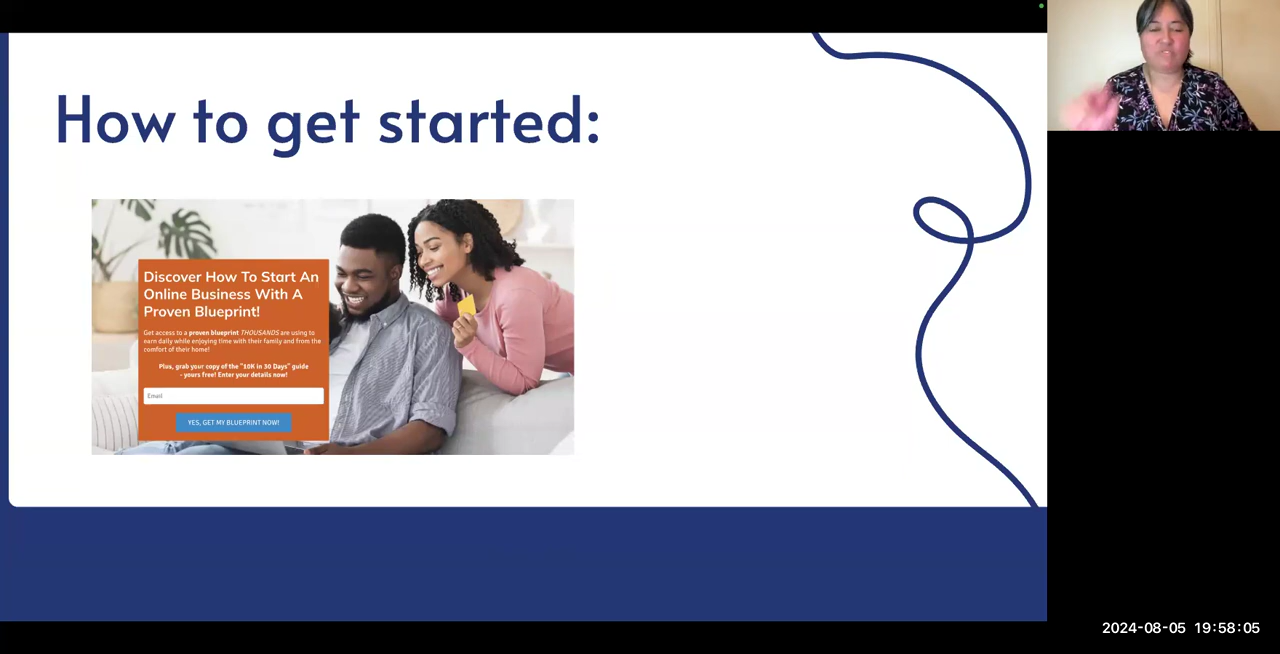 How to get started:
Discover How To Start An
Online Business With A
Proven Blueprint!
Get access to a proven blueprint THOUSANDS are using to
earn daily while enjoying time with their family and from the
comfort of their home!
Plus, grab your copy of the "10K in 30 Days" guide
- yours free! Enter your details now!
Email
YES, GET MY BLUEPRINT NOW!
2024-08-05 19:58:05